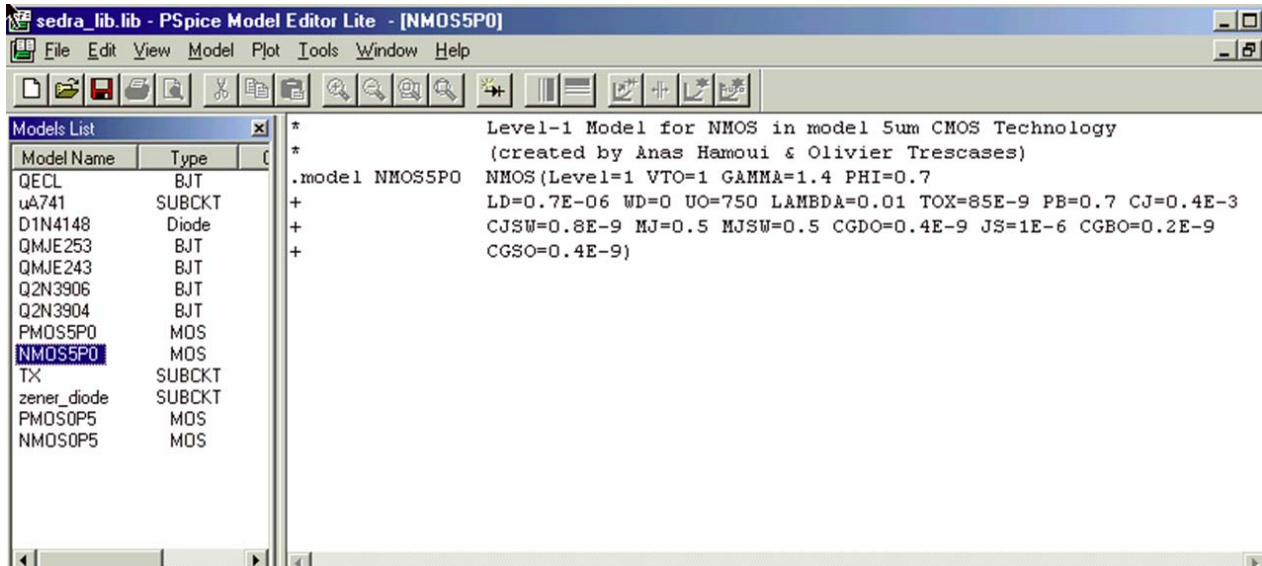 sedra_lib.lib - PSpice Model Editor Lite - [NMOS5P0]
File Edit View Model Plot Tools Window Help
Models List
Model Name Type
QECL BJT
uA741 SUBCKT
D1N4148 Diode
QMJE253 BJT
QMJE243 BJT
Q2N3906 BJT
Q2N3904 BJT
PMOS5P0 MOS
NMOS5P0 MOS
TX SUBCKT
zener_diode SUBCKT
PMOS0P5 MOS
NMOS0P5 MOS
* Level-1 Model for NMOS in model 5um CMOS Technology
* (created by Anas Hamoui & Olivier Trescases)
.model NMOS5P0 NMOS(Level=1 VTO=1 GAMMA=1.4 PHI=0.7
+ LD=0.7E-06 WD=0 UO=750 LAMBDA=0.01 TOX=85E-9 PB=0.7 CJ=0.4E-3
+ CJSW=0.8E-9 MJ=0.5 MJSW=0.5 CGDO=0.4E-9 JS=1E-6 CGBO=0.2E-9
+ CGSO=0.4E-9)